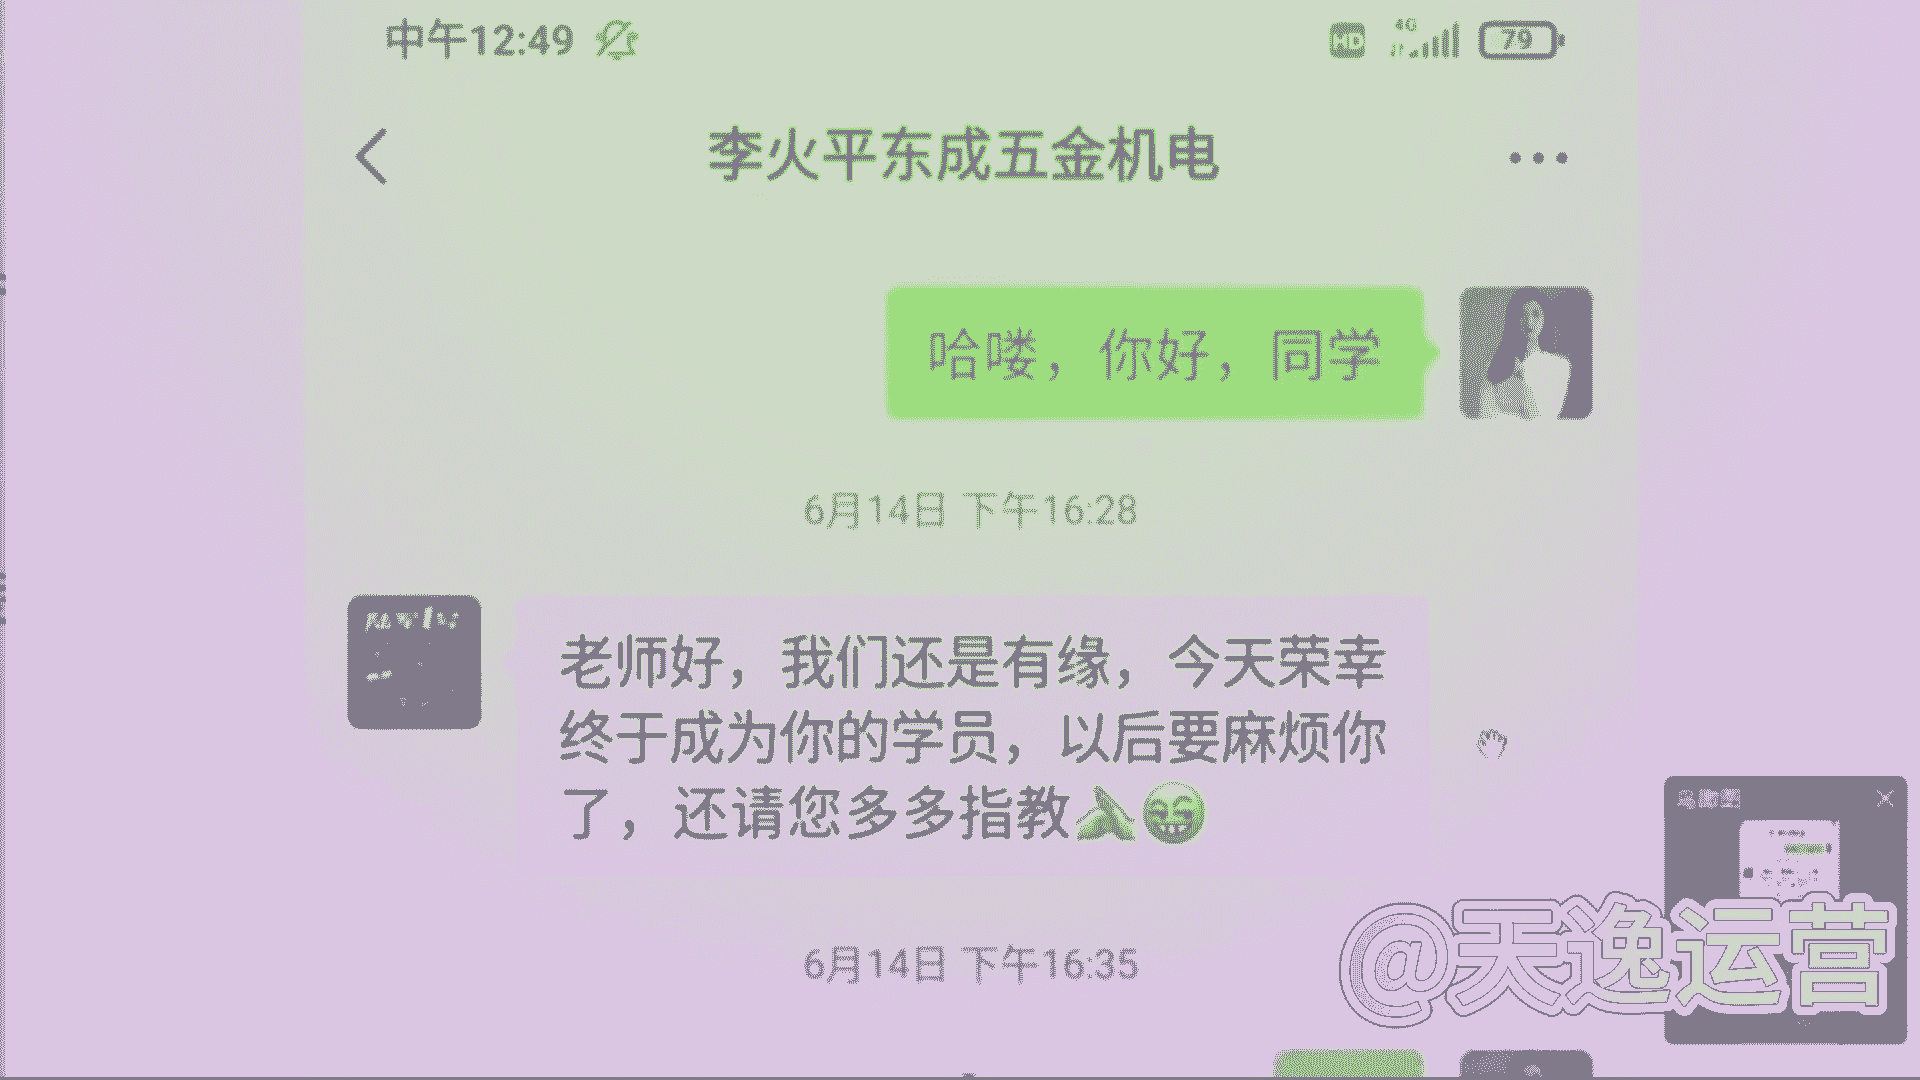 中午12:49
HD 4G 79
李火平东成五金机电
哈喽，你好，同学
6月14日 下午16:28
老师好，我们还是有缘，今天荣幸
终于成为你的学员，以后要麻烦你
了，还请您多多指教
6月14日 下午16:35
@天逸运营